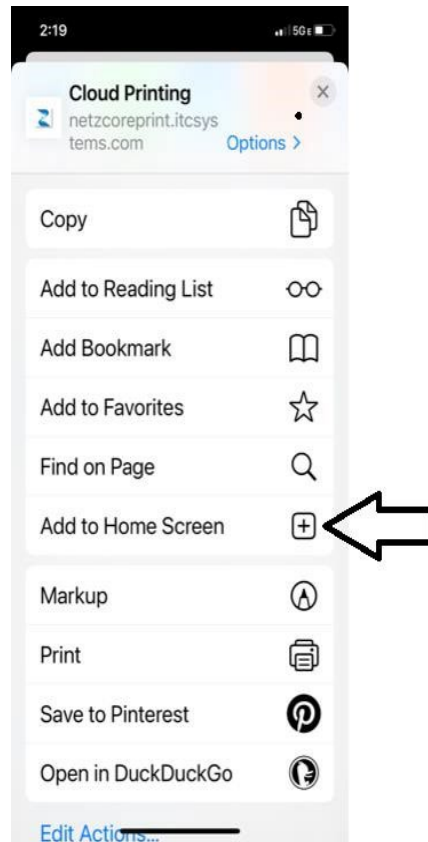 2:19
5GE
Cloud Printing
netzcoreprint.itcsys
tems.com
Options >
Copy
Add to Reading List
Add Bookmark
Add to Favorites
Find on Page
Add to Home Screen
Markup
Print
Save to Pinterest
Open in DuckDuckGo
Edit Actions...